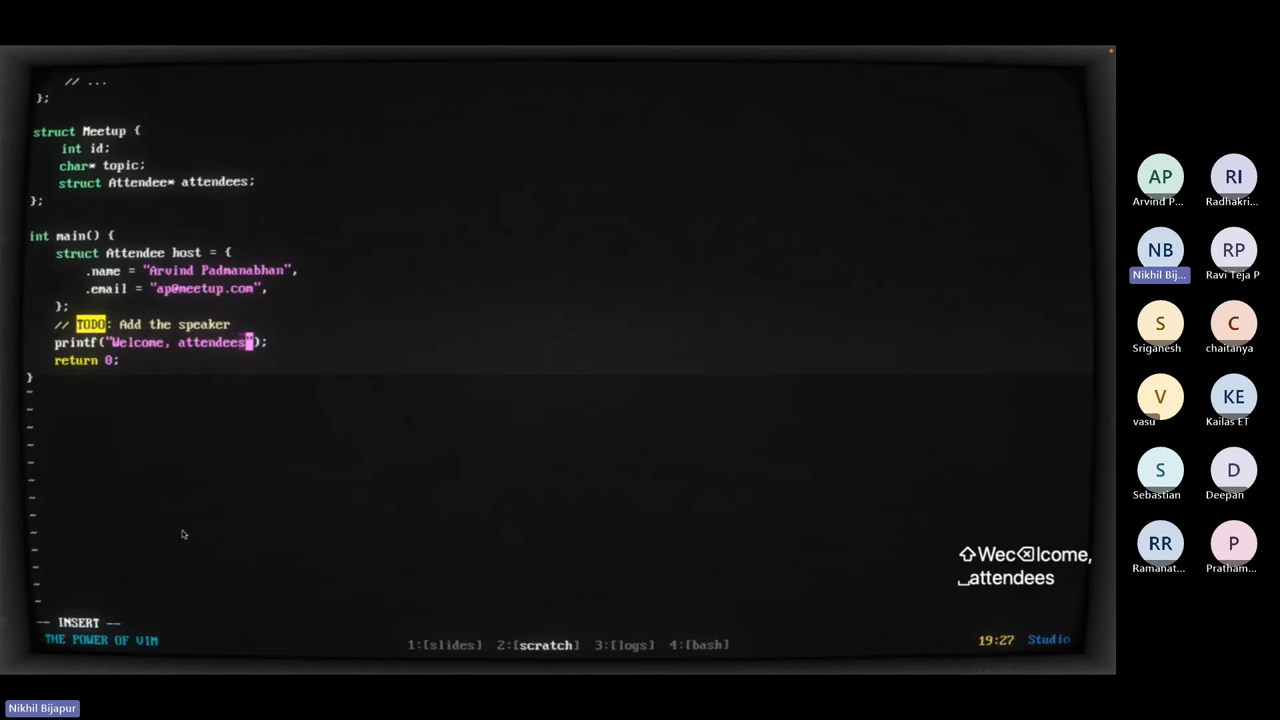 // ...
};
struct Meetup {
int id;
char* topic;
struct Attendee* attendees;
};
int main() {
struct Attendee host = {
.name = "Arvind Padmanabhan",
.email = "ap@meetup.com",
};
// TODO: Add the speaker
printf("Welcome, attendees");
return 0;
}
~
~
~
~
~
~
~
~
~
~
~
~
~
-- INSERT --
THE POWER OF VIM
1:[slides] 2:[scratch] 3:[logs] 4:[bash]
19:27 Studio
⇧Wec⌫lcome,
␣attendees
AP RI
Arvind P... Radhakri...
NB RP
Nikhil Bij... Ravi Teja P
S C
Sriganesh chaitanya
V KE
vasu Kailas ET
S D
Sebastian Deepan
RR P
Ramanat... Pratham...
Nikhil Bijapur